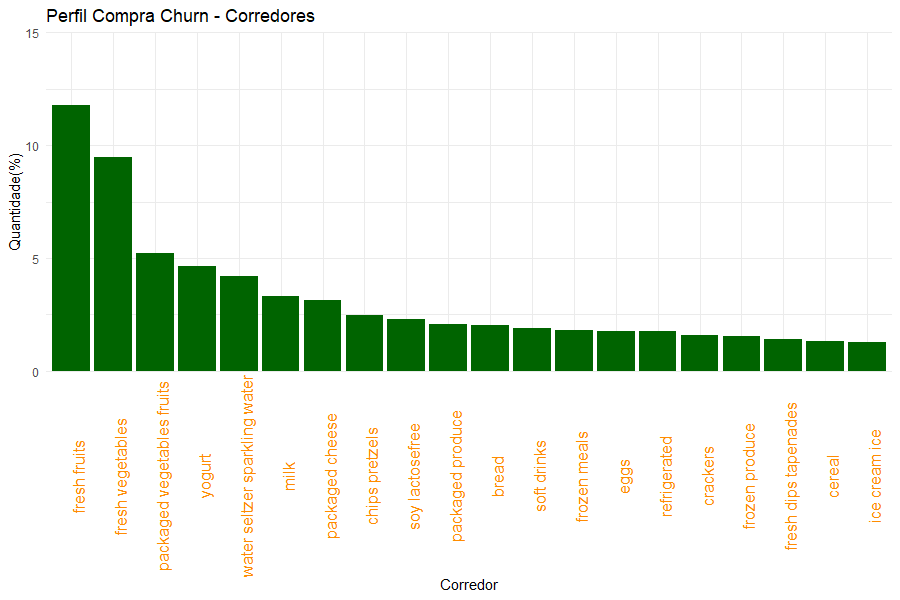 Perfil Compra Churn - Corredores
Quantidade(%)
15
10
5
0
fresh fruits
fresh vegetables
packaged vegetables fruits
yogurt
water seltzer sparkling water
milk
packaged cheese
chips pretzels
soy lactosefree
packaged produce
bread
soft drinks
frozen meals
eggs
refrigerated
crackers
frozen produce
fresh dips tapenades
cereal
ice cream ice
Corredor